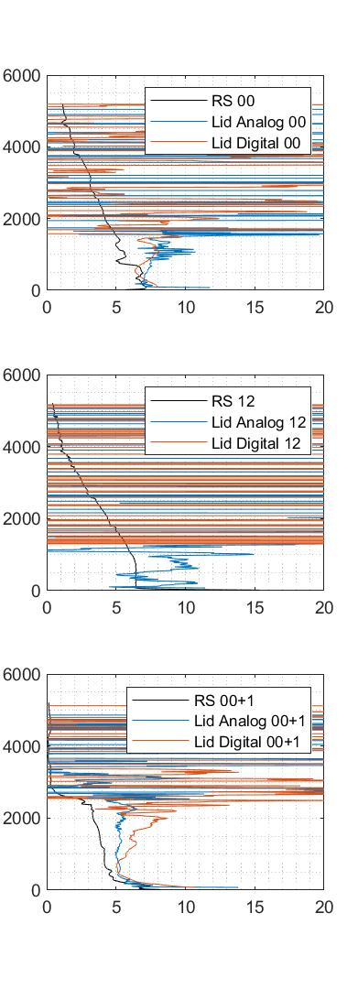 6000
RS 00
Lid Analog 00
4000
Lid Digital 00
2000
0
0 5 10 15 20
6000
RS 12
Lid Analog 12
4000
Lid Digital 12
2000
0
0 5 10 15 20
6000
RS 00+1
Lid Analog 00+1
4000
Lid Digital 00+1
2000
0
0 5 10 15 20